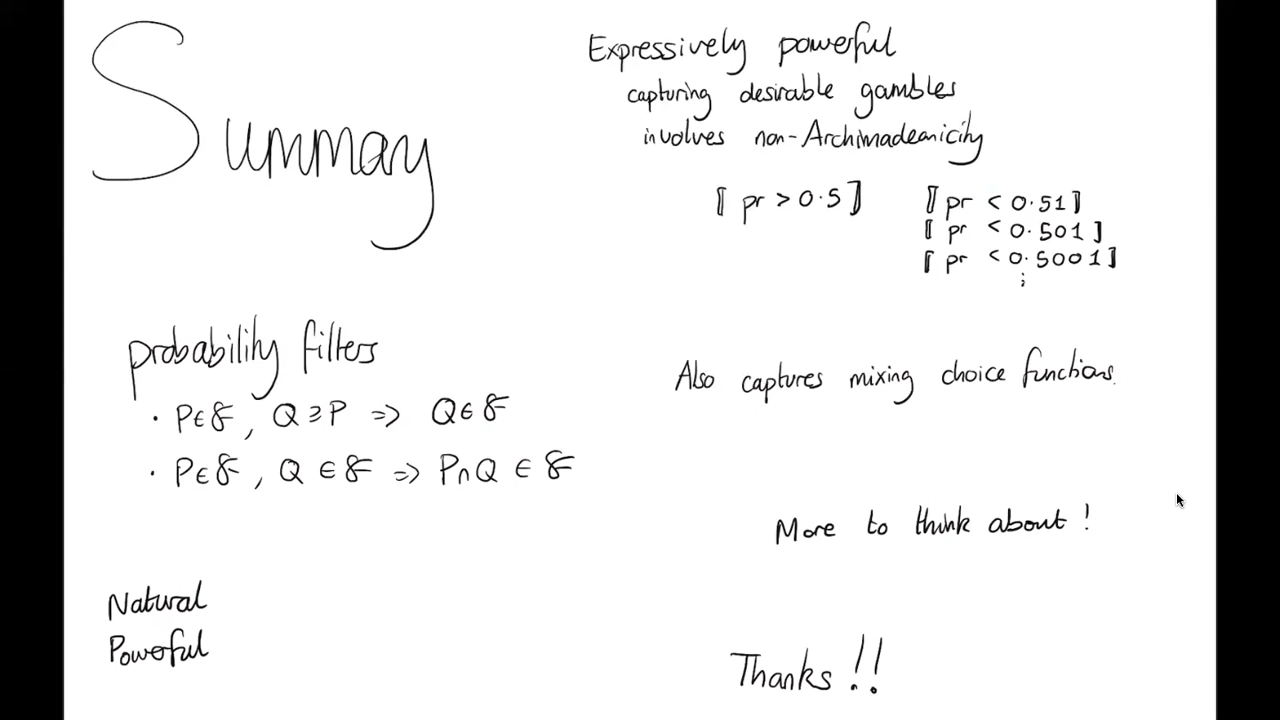 Summary
probability filters
· P∈𝓕, Q⊇P => Q∈𝓕
· P∈𝓕, Q∈𝓕 => P∩Q ∈ 𝓕
Natural
Powerful
Expressively powerful
capturing desirable gambles
involves non-Archimadeanicity
⟦pr > 0.5⟧
⟦pr < 0.51⟧
⟦pr < 0.501⟧
⟦pr < 0.5001⟧
⋮
Also captures mixing choice functions.
More to think about!
Thanks!!